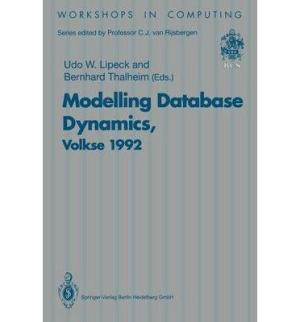 WORKSHOPS IN COMPUTING
Series edited by Professor C.J. van Rijsbergen
Udo W. Lipeck and
Bernhard Thalheim (Eds.)
BCS
Modelling Database
Dynamics,
Volkse 1992
Springer-Verlag Berlin Heidelberg GmbH